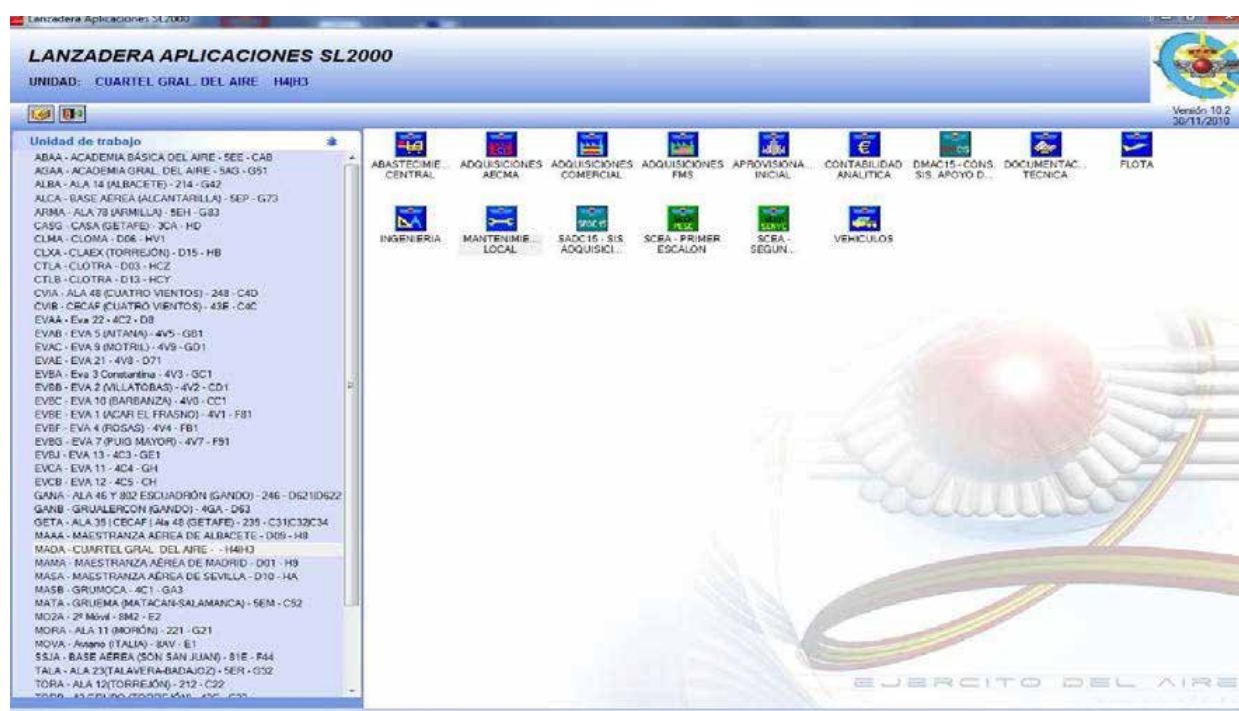 Lanzadera Aplicaciones SL2000
LANZADERA APLICACIONES SL2000
UNIDAD: CUARTEL GRAL. DEL AIRE H4|H3
Versión 10.2
30/11/2010
Unidad de trabajo
ABAA - ACADEMIA BÁSICA DEL AIRE - 5EE - CAB
AGAA - ACADEMIA GRAL. DEL AIRE - 5AG - G51
ALBA - ALA 14 (ALBACETE) - 214 - G42
ALCA - BASE AÉREA (ALCANTARILLA) - 5EP - G73
ARMA - ALA 78 (ARMILLA) - 5EH - G83
CASG - CASA (GETAFE) - 3CA - HD
CLMA - CLOMA - D06 - HV1
CLXA - CLAEX (TORREJÓN) - D15 - HB
CTLA - CLOTRA - D03 - HCZ
CTLB - CLOTRA - D13 - HCY
CVIA - ALA 48 (CUATRO VIENTOS) - 248 - C4D
CVIB - CECAF (CUATRO VIENTOS) - 43E - C4C
EVAA - Eva 22 - 4C2 - D8
EVAB - EVA 5 (AITANA) - 4V5 - G81
EVAC - EVA 9 (MOTRIL) - 4V9 - GD1
EVAE - EVA 21 - 4V8 - D71
EVBA - Eva 3 Constantina - 4V3 - GC1
EVBB - EVA 2 (VILLATOBAS) - 4V2 - CD1
EVBC - EVA 10 (BARBANZA) - 4V0 - CC1
EVBE - EVA 1 (ACAR EL FRASNO) - 4V1 - F81
EVBF - EVA 4 (ROSAS) - 4V4 - FB1
EVBG - EVA 7 (PUIG MAYOR) - 4V7 - F91
EVBJ - EVA 13 - 4C3 - GE1
EVCA - EVA 11 - 4C4 - GH
EVCB - EVA 12 - 4C5 - CH
GANA - ALA 46 Y 802 ESCUADRÓN (GANDO) - 246 - D621|D622
GANB - GRUALERCON (GANDO) - 4GA - D63
GETA - ALA 35 | CECAF | Ala 48 (GETAFE) - 235 - C31|C32|C34
MAAA - MAESTRANZA AÉREA DE ALBACETE - D09 - H8
MADA - CUARTEL GRAL. DEL AIRE - - H4|H3
MAMA - MAESTRANZA AÉREA DE MADRID - D01 - H9
MASA - MAESTRANZA AÉREA DE SEVILLA - D10 - HA
MASB - GRUMOCA - 4C1 - GA3
MATA - GRUEMA (MATACAN-SALAMANCA) - 5EM - C52
MO2A - 2º Móvil - 8M2 - E2
MORA - ALA 11 (MORÓN) - 221 - G21
MOVA - Aviano (ITALIA) - 8AV - E1
SSJA - BASE AÉREA (SON SAN JUAN) - 81E - F44
TALA - ALA 23(TALAVERA-BADAJOZ) - 5ER - G32
TORA - ALA 12(TORREJÓN) - 212 - C22
ABASTECIMIE... CENTRAL
ADQUISICIONES AECMA
ADQUISICIONES COMERCIAL
ADQUISICIONES FMS
APROVISIONA... INICIAL
CONTABILIDAD ANALITICA
DMAC15 - CONS. SIS. APOYO D...
DOCUMENTAC... TECNICA
FLOTA
INGENIERIA
MANTENIMIE... LOCAL
SADC15 - SIS ADQUISICI...
SCEA - PRIMER ESCALON
SCEA - SEGUN...
VEHICULOS
EJERCITO DEL AIRE